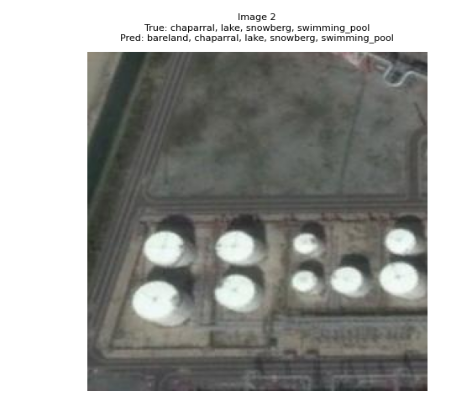 Image 2
True: chaparral, lake, snowberg, swimming_pool
Pred: bareland, chaparral, lake, snowberg, swimming_pool